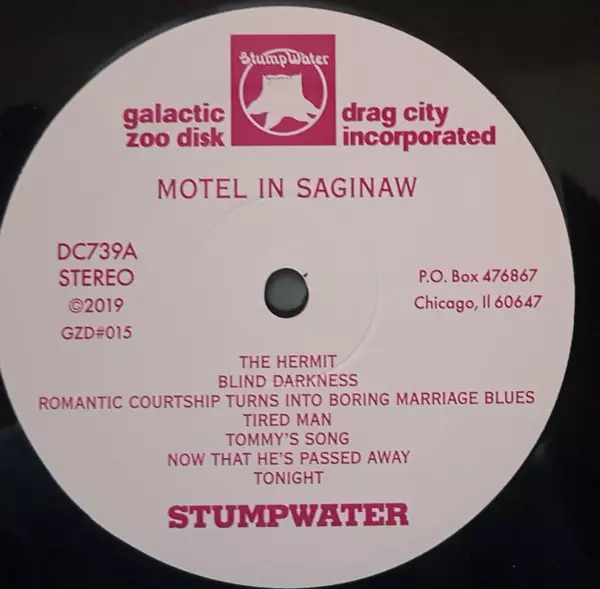 StumpWater
galactic zoo disk
drag city incorporated
MOTEL IN SAGINAW
DC739A
STEREO
©2019
GZD#015
P.O. Box 476867
Chicago, Il 60647
THE HERMIT
BLIND DARKNESS
ROMANTIC COURTSHIP TURNS INTO BORING MARRIAGE BLUES
TIRED MAN
TOMMY'S SONG
NOW THAT HE'S PASSED AWAY
TONIGHT
STUMPWATER